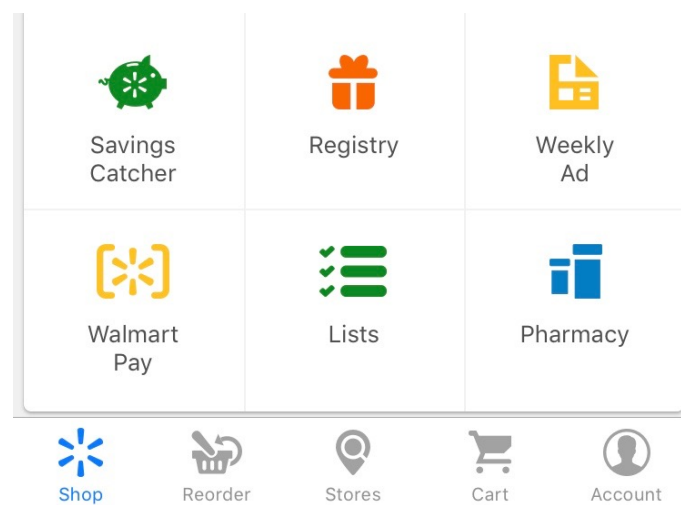 Savings
Catcher
Registry
Weekly
Ad
Walmart
Pay
Lists
Pharmacy
Shop
Reorder
Stores
Cart
Account